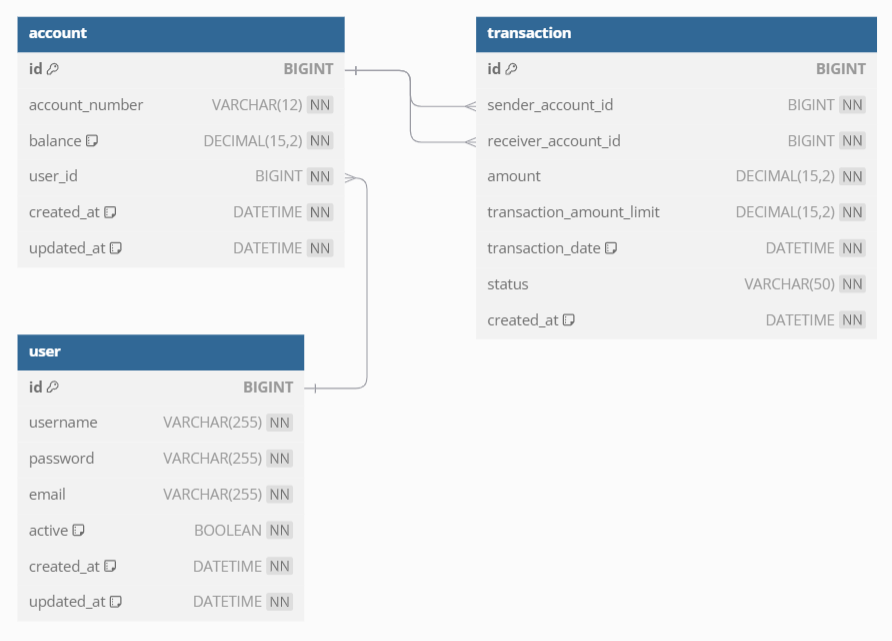 account
id BIGINT
account_number VARCHAR(12) NN
balance DECIMAL(15,2) NN
user_id BIGINT NN
created_at DATETIME NN
updated_at DATETIME NN
transaction
id BIGINT
sender_account_id BIGINT NN
receiver_account_id BIGINT NN
amount DECIMAL(15,2) NN
transaction_amount_limit DECIMAL(15,2) NN
transaction_date DATETIME NN
status VARCHAR(50) NN
created_at DATETIME NN
user
id BIGINT
username VARCHAR(255) NN
password VARCHAR(255) NN
email VARCHAR(255) NN
active BOOLEAN NN
created_at DATETIME NN
updated_at DATETIME NN